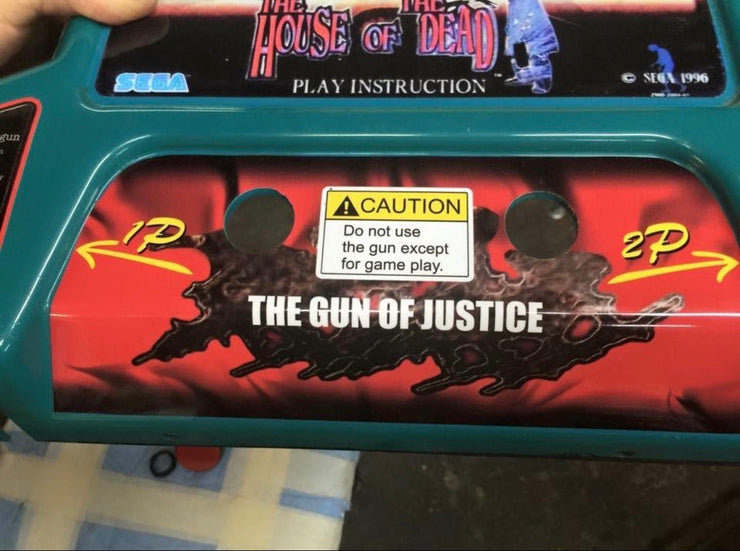 THE THE
HOUSE OF DEAD ™
SEGA
PLAY INSTRUCTION
© SEGA 1996
gun
1P
CAUTION
Do not use
the gun except
for game play.
2P
THE GUN OF JUSTICE